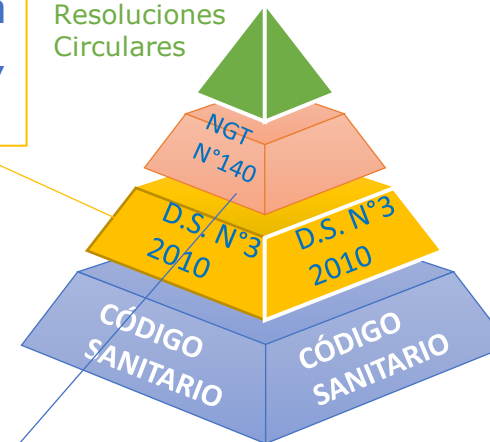 Resoluciones
Circulares
NGT
N°140
D.S. N°3
2010
D.S. N°3
2010
CÓDIGO
SANITARIO
CÓDIGO
SANITARIO